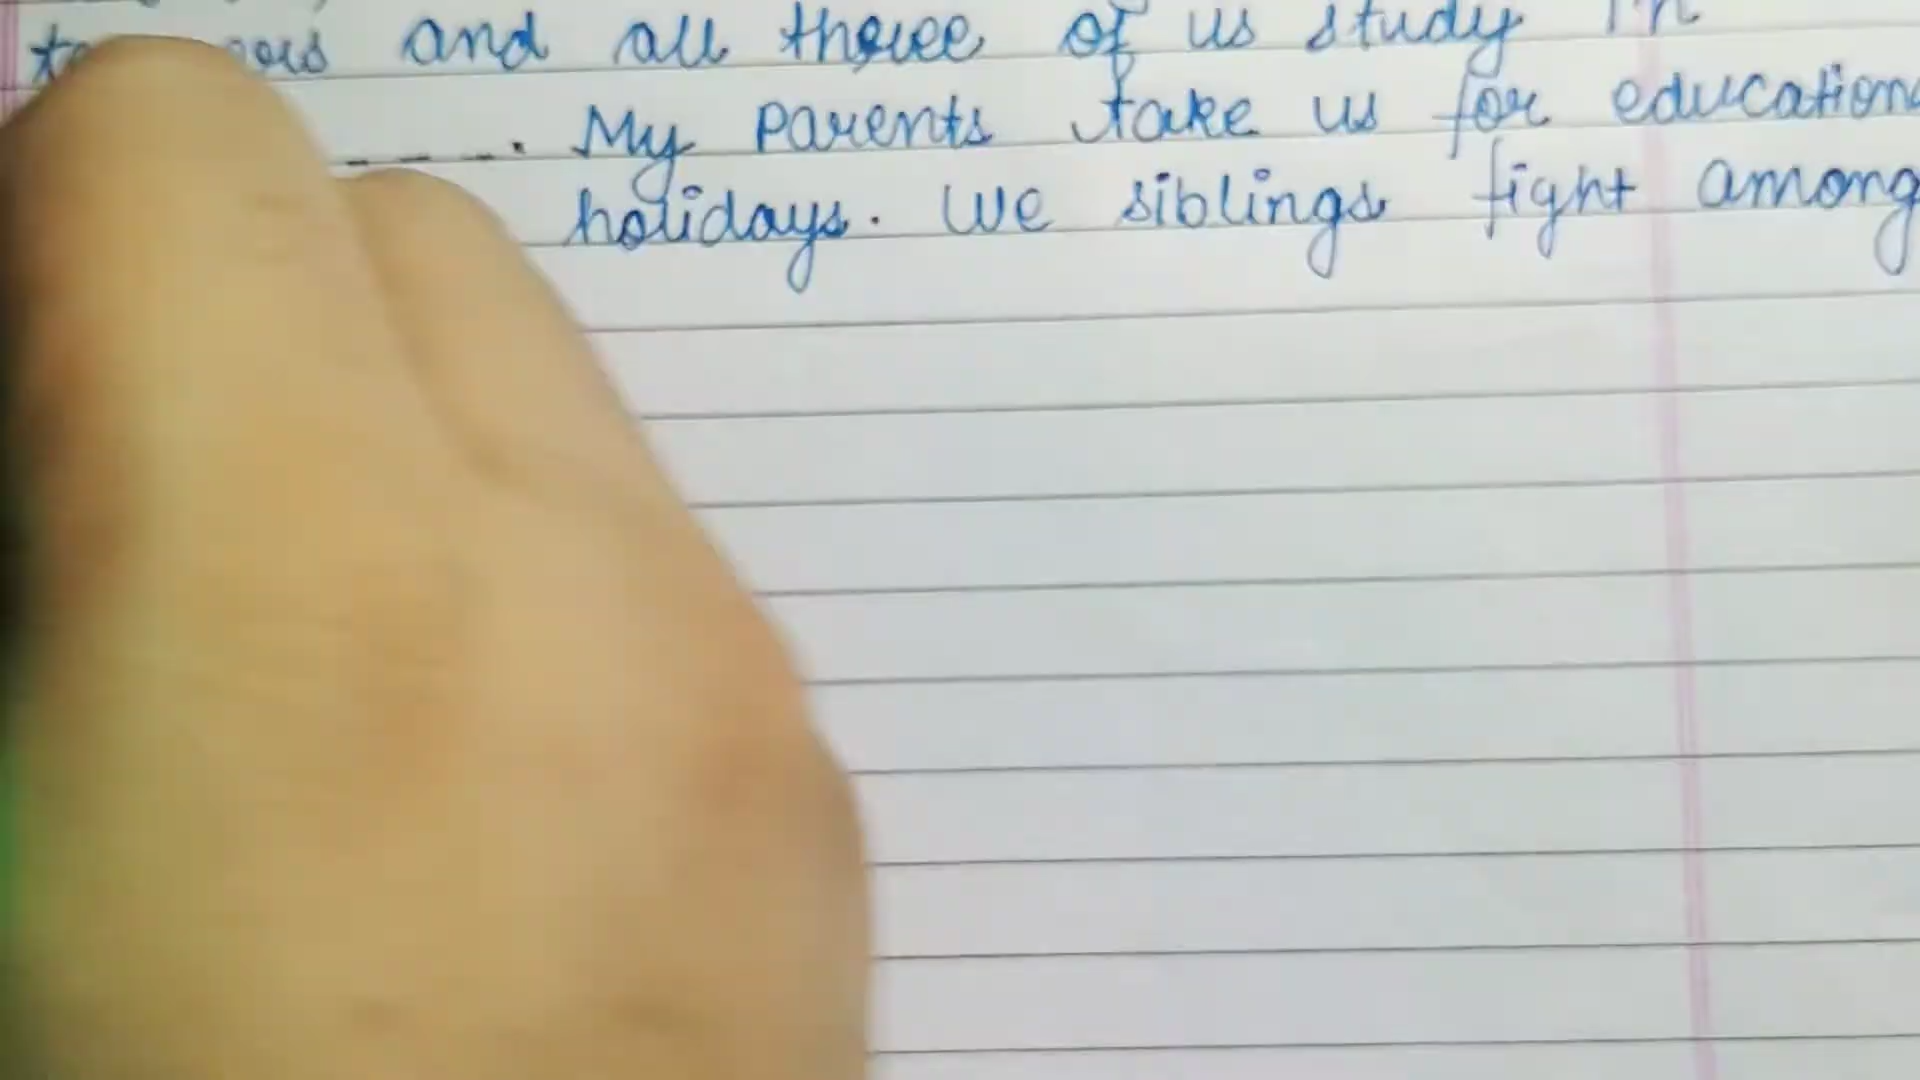 and all three of us study in
----. My parents take us for education
holidays. We siblings fight among